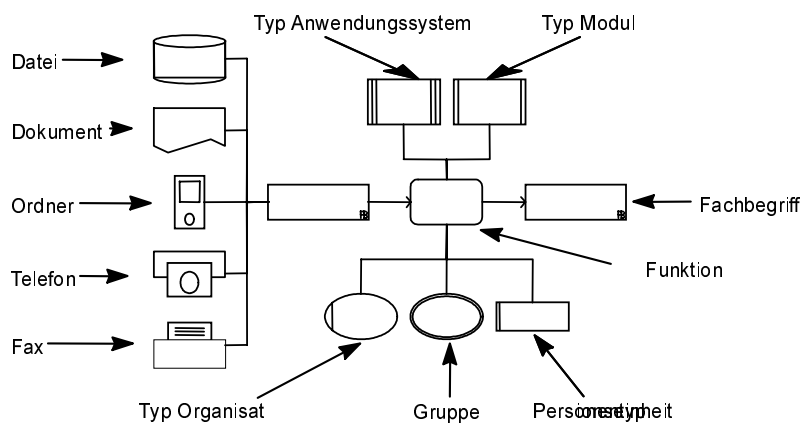 Typ Anwendungssystem
Typ Modul
Datei
Dokument
Ordner
Fachbegriff
Telefon
Funktion
Fax
Typ Organisat
Gruppe